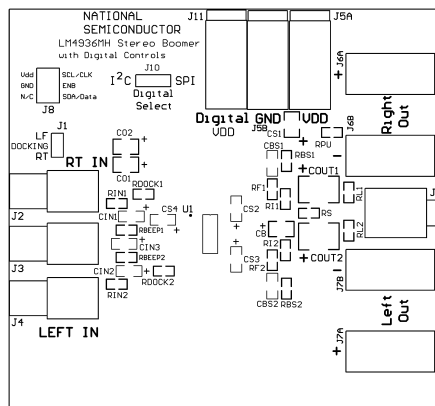 NATIONAL
SEMICONDUCTOR
LM4936MH Stereo Boomer
with Digital Controls
J11
J5A
J10
I²C SPI
Digital
Select
Vdd SCL/CLK
GND ENB
N/C SDA/Data
J8
J6A
+
Right
Out
Digital GND VDD
VDD
J5B
CS1
+
RPU
J6B
-
J1
LF
DOCKING
RT
CO2
+
CO1
+
RT IN
CBS1
RBS1
+ COUT1
RDOCK1
RIN1
RF1
RI1
RL1
J
J2
CIN1
+
CS4
+
U1
CS2
+
RS
RBEEP1
CB
+
RL2
CIN3
+
RI2
J3
RBEEP2
CS3
+
RF2
+ COUT2
CIN2
+
RDOCK2
RIN2
CBS2
RBS2
-
J7B
Left
Out
J4
LEFT IN
J7A
+